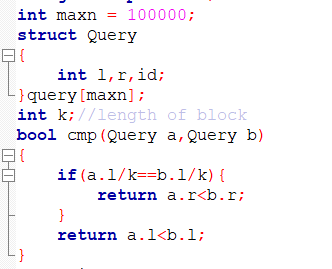 int maxn = 100000;
struct Query
{
int l,r,id;
}query[maxn];
int k;//length of block
bool cmp(Query a,Query b)
{
if(a.l/k==b.l/k){
return a.r<b.r;
}
return a.l<b.l;
}